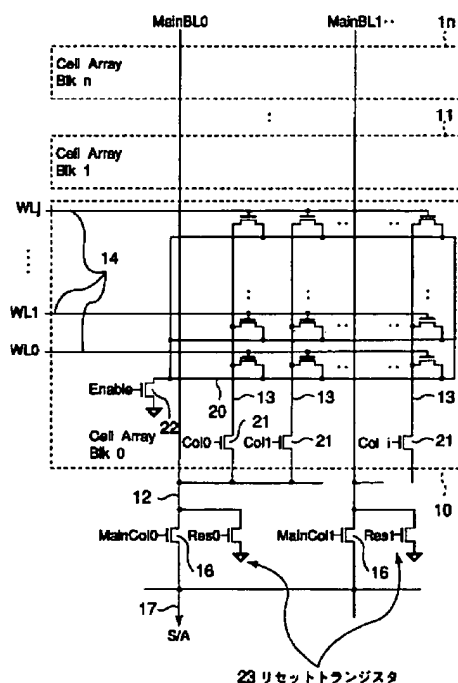 MainBL0 MainBL1‥ 1n
Cell Array
Blk n
11
Cell Array
Blk 1
WLj
14
WL1
WL0
Enable
22
20
13 13 13
21
Cell Array
Blk 0
Col0 Col1 21 Col i 21
12
10
MainCol0 Res0 MainCol1 Res1
16 16
17
S/A
23 リセットトランジスタ